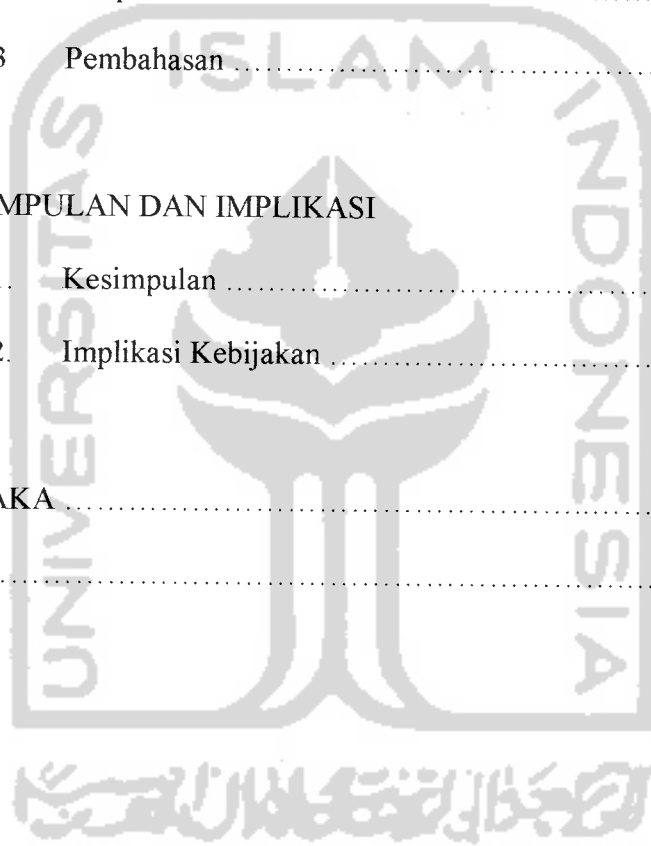 3 Pembahasan ........................................................
MPULAN DAN IMPLIKASI
Kesimpulan ........................................................
2. Implikasi Kebijakan ........................................................
AKA ........................................................
UNIVERSITAS
ISLAM
INDONESIA